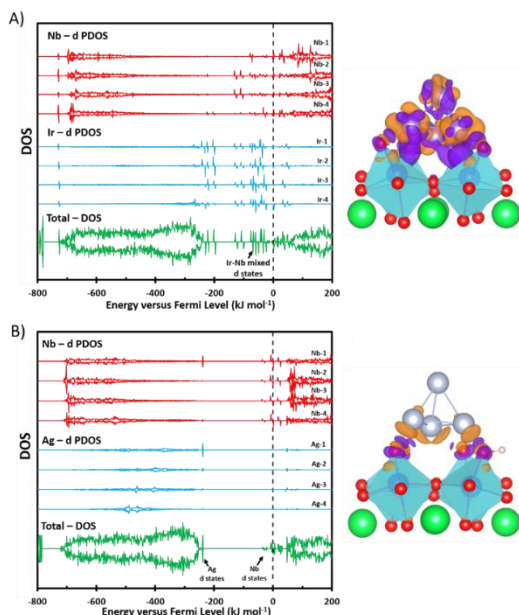 A)
Nb – d PDOS
Nb-1
Nb-2
Nb-3
Nb-4
Ir – d PDOS
Ir-1
Ir-2
Ir-3
Ir-4
DOS
Total – DOS
Ir-Nb mixed
d states
-800 -600 -400 -200 0 200
Energy versus Fermi Level (kJ mol-1)
B)
Nb – d PDOS
Nb-1
Nb-2
Nb-3
Nb-4
Ag – d PDOS
Ag-1
Ag-2
Ag-3
Ag-4
DOS
Total – DOS
Ag
d states
Nb
d states
-800 -600 -400 -200 0 200
Energy versus Fermi Level (kJ mol-1)